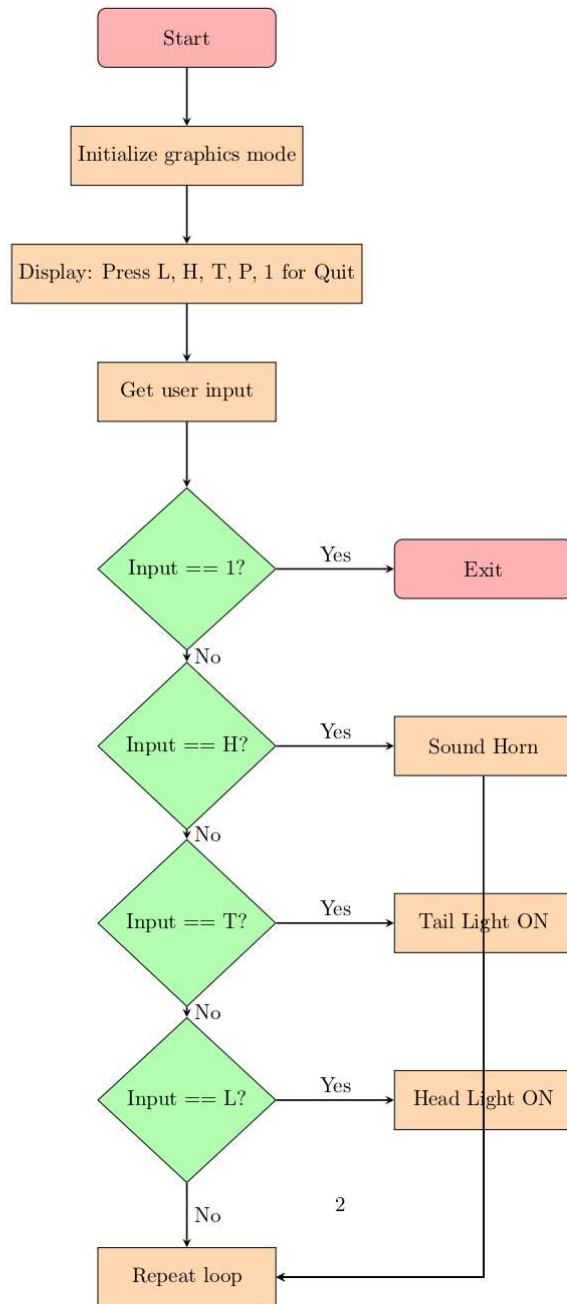 Start
Initialize graphics mode
Display: Press L, H, T, P, 1 for Quit
Get user input
Input == 1?
Yes
Exit
No
Input == H?
Yes
Sound Horn
No
Input == T?
Yes
Tail Light ON
No
Input == L?
Yes
Head Light ON
No
2
Repeat loop